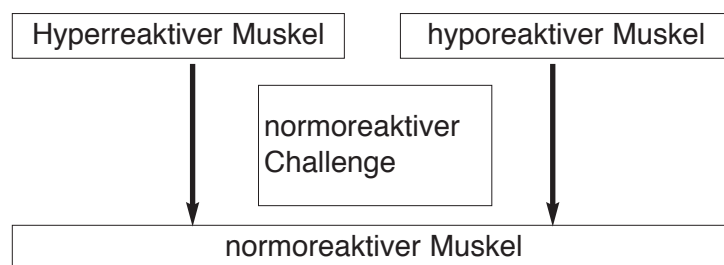 Hyperreaktiver Muskel
hyporeaktiver Muskel
normoreaktiver
Challenge
normoreaktiver Muskel